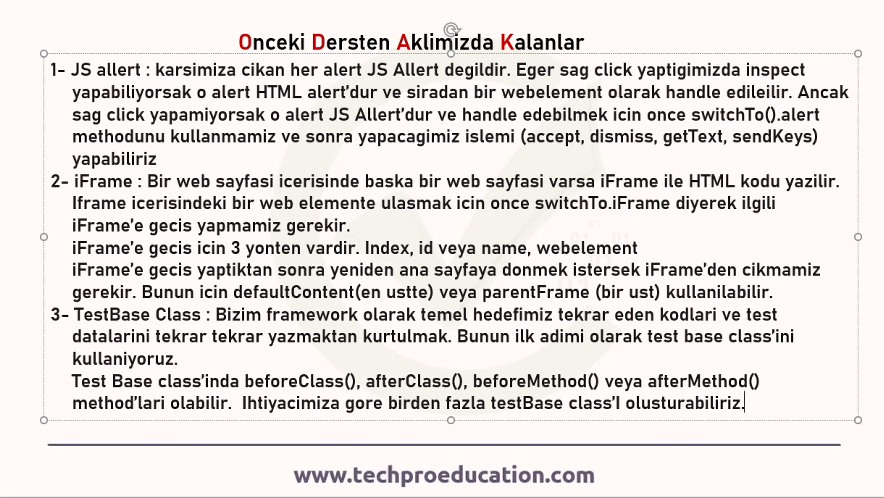 Onceki Dersten Aklimizda Kalanlar
1- JS allert : karsimiza cikan her alert JS Allert degildir. Eger sag click yaptigimizda inspect
yapabiliyorsak o alert HTML alert'dur ve siradan bir webelement olarak handle edileilir. Ancak
sag click yapamiyorsak o alert JS Allert'dur ve handle edebilmek icin once switchTo().alert
methodunu kullanmamiz ve sonra yapacagimiz islemi (accept, dismiss, getText, sendKeys)
yapabiliriz
2- iFrame : Bir web sayfasi icerisinde baska bir web sayfasi varsa iFrame ile HTML kodu yazilir.
Iframe icerisindeki bir web elemente ulasmak icin once switchTo.iFrame diyerek ilgili
iFrame'e gecis yapmamiz gerekir.
iFrame'e gecis icin 3 yonten vardir. Index, id veya name, webelement
iFrame'e gecis yaptiktan sonra yeniden ana sayfaya donmek istersek iFrame'den cikmamiz
gerekir. Bunun icin defaultContent(en ustte) veya parentFrame (bir ust) kullanilabilir.
3- TestBase Class : Bizim framework olarak temel hedefimiz tekrar eden kodlari ve test
datalarini tekrar tekrar yazmaktan kurtulmak. Bunun ilk adimi olarak test base class'ini
kullaniyoruz.
Test Base class'inda beforeClass(), afterClass(), beforeMethod() veya afterMethod()
method'lari olabilir. Ihtiyacimiza gore birden fazla testBase class'I olusturabiliriz.
www.techproeducation.com